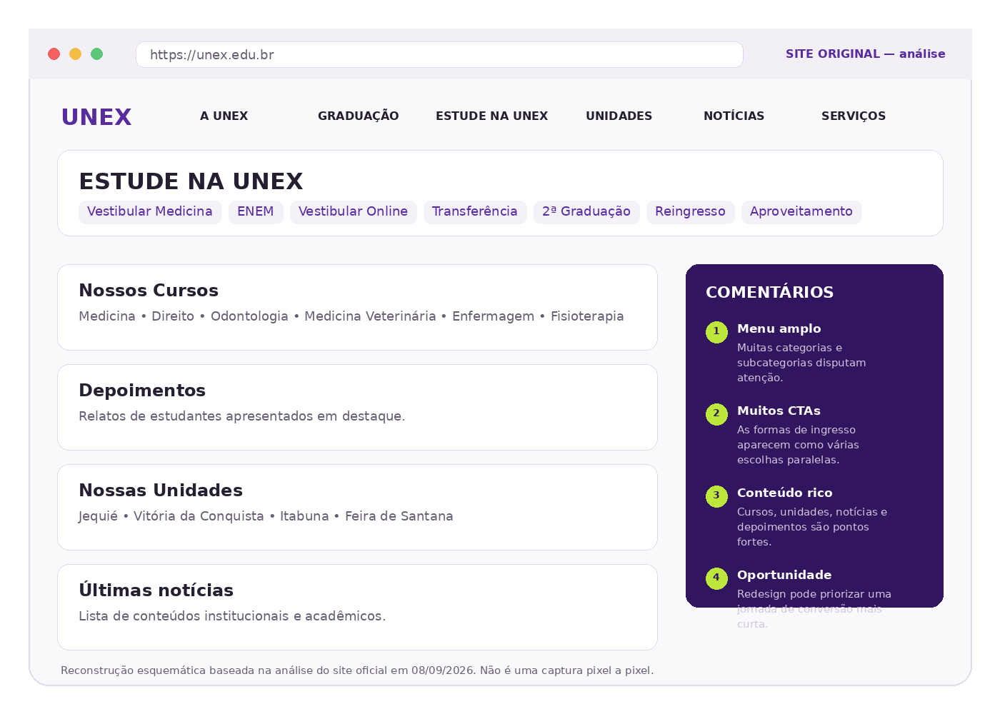 https://unex.edu.br
SITE ORIGINAL — análise
UNEX
A UNEX
GRADUAÇÃO
ESTUDE NA UNEX
UNIDADES
NOTÍCIAS
SERVIÇOS
ESTUDE NA UNEX
Vestibular Medicina
ENEM
Vestibular Online
Transferência
2ª Graduação
Reingresso
Aproveitamento
Nossos Cursos
Medicina • Direito • Odontologia • Medicina Veterinária • Enfermagem • Fisioterapia
Depoimentos
Relatos de estudantes apresentados em destaque.
Nossas Unidades
Jequié • Vitória da Conquista • Itabuna • Feira de Santana
Últimas notícias
Lista de conteúdos institucionais e acadêmicos.
COMENTÁRIOS
1
Menu amplo
Muitas categorias e
subcategorias disputam
atenção.
2
Muitos CTAs
As formas de ingresso
aparecem como várias
escolhas paralelas.
3
Conteúdo rico
Cursos, unidades, notícias e
depoimentos são pontos
fortes.
4
Oportunidade
Redesign pode priorizar uma
jornada de conversão mais
curta.
Reconstrução esquemática baseada na análise do site oficial em 08/09/2026. Não é uma captura pixel a pixel.